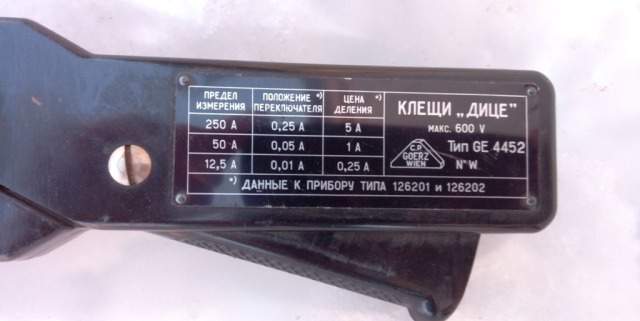 ПРЕДЕЛ ИЗМЕРЕНИЯ
ПОЛОЖЕНИЕ *) ПЕРЕКЛЮЧАТЕЛЯ
ЦЕНА *) ДЕЛЕНИЯ
250 А 0,25 А 5 А
50 А 0,05 А 1 А
12,5 А 0,01 А 0,25 А
*) ДАННЫЕ К ПРИБОРУ ТИПА 126201 и 126202
КЛЕЩИ „ДИЦЕ"
МАКС. 600 V
C.P. GOERZ WIEN
Тип GE 4452
N° W